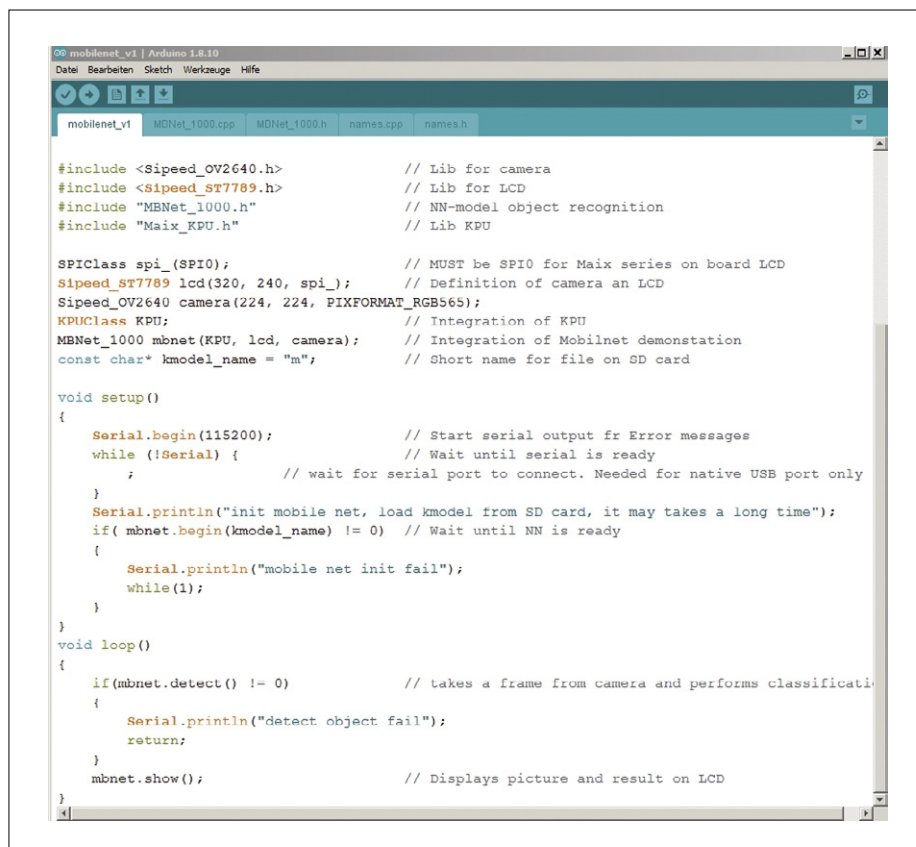 mobilenet_v1 | Arduino 1.8.10
Datei Bearbeiten Sketch Werkzeuge Hilfe
mobilenet_v1 MBNet_1000.cpp MBNet_1000.h names.cpp names.h
#include <Sipeed_OV2640.h> // Lib for camera
#include <Sipeed_ST7789.h> // Lib for LCD
#include "MBNet_1000.h" // NN-model object recognition
#include "Maix_KPU.h" // Lib KPU
SPIClass spi_(SPI0); // MUST be SPI0 for Maix series on board LCD
Sipeed_ST7789 lcd(320, 240, spi_); // Definition of camera an LCD
Sipeed_OV2640 camera(224, 224, PIXFORMAT_RGB565);
KPUClass KPU; // Integration of KPU
MBNet_1000 mbnet(KPU, lcd, camera); // Integration of Mobilnet demonstation
const char* kmodel_name = "m"; // Short name for file on SD card
void setup()
{
Serial.begin(115200); // Start serial output fr Error messages
while (!Serial) { // Wait until serial is ready
; // wait for serial port to connect. Needed for native USB port only
}
Serial.println("init mobile net, load kmodel from SD card, it may takes a long time");
if( mbnet.begin(kmodel_name) != 0) // Wait until NN is ready
{
Serial.println("mobile net init fail");
while(1);
}
}
void loop()
{
if(mbnet.detect() != 0) // takes a frame from camera and performs classificati
{
Serial.println("detect object fail");
return;
}
mbnet.show(); // Displays picture and result on LCD
}